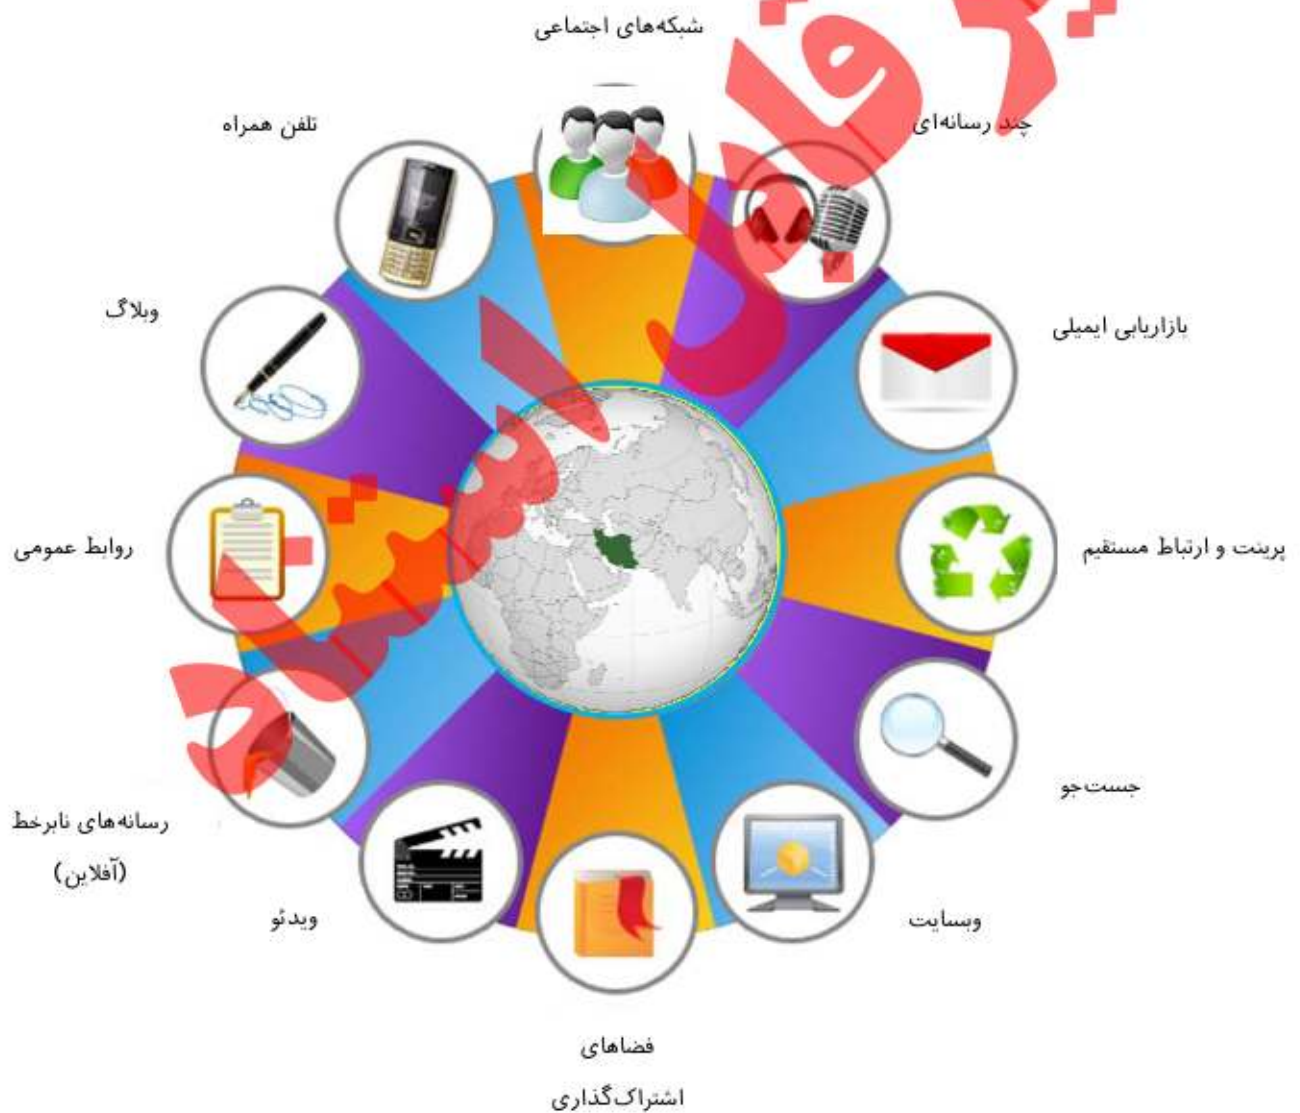 شبکه‌های اجتماعی
چند رسانه‌ای
تلفن همراه
وبلاگ
بازاریابی ایمیلی
روابط عمومی
پرینت و ارتباط مستقیم
جست‌جو
رسانه‌های نابرخط
(آفلاین)
ویدئو
وبسایت
فضاهای
اشتراک‌گذاری